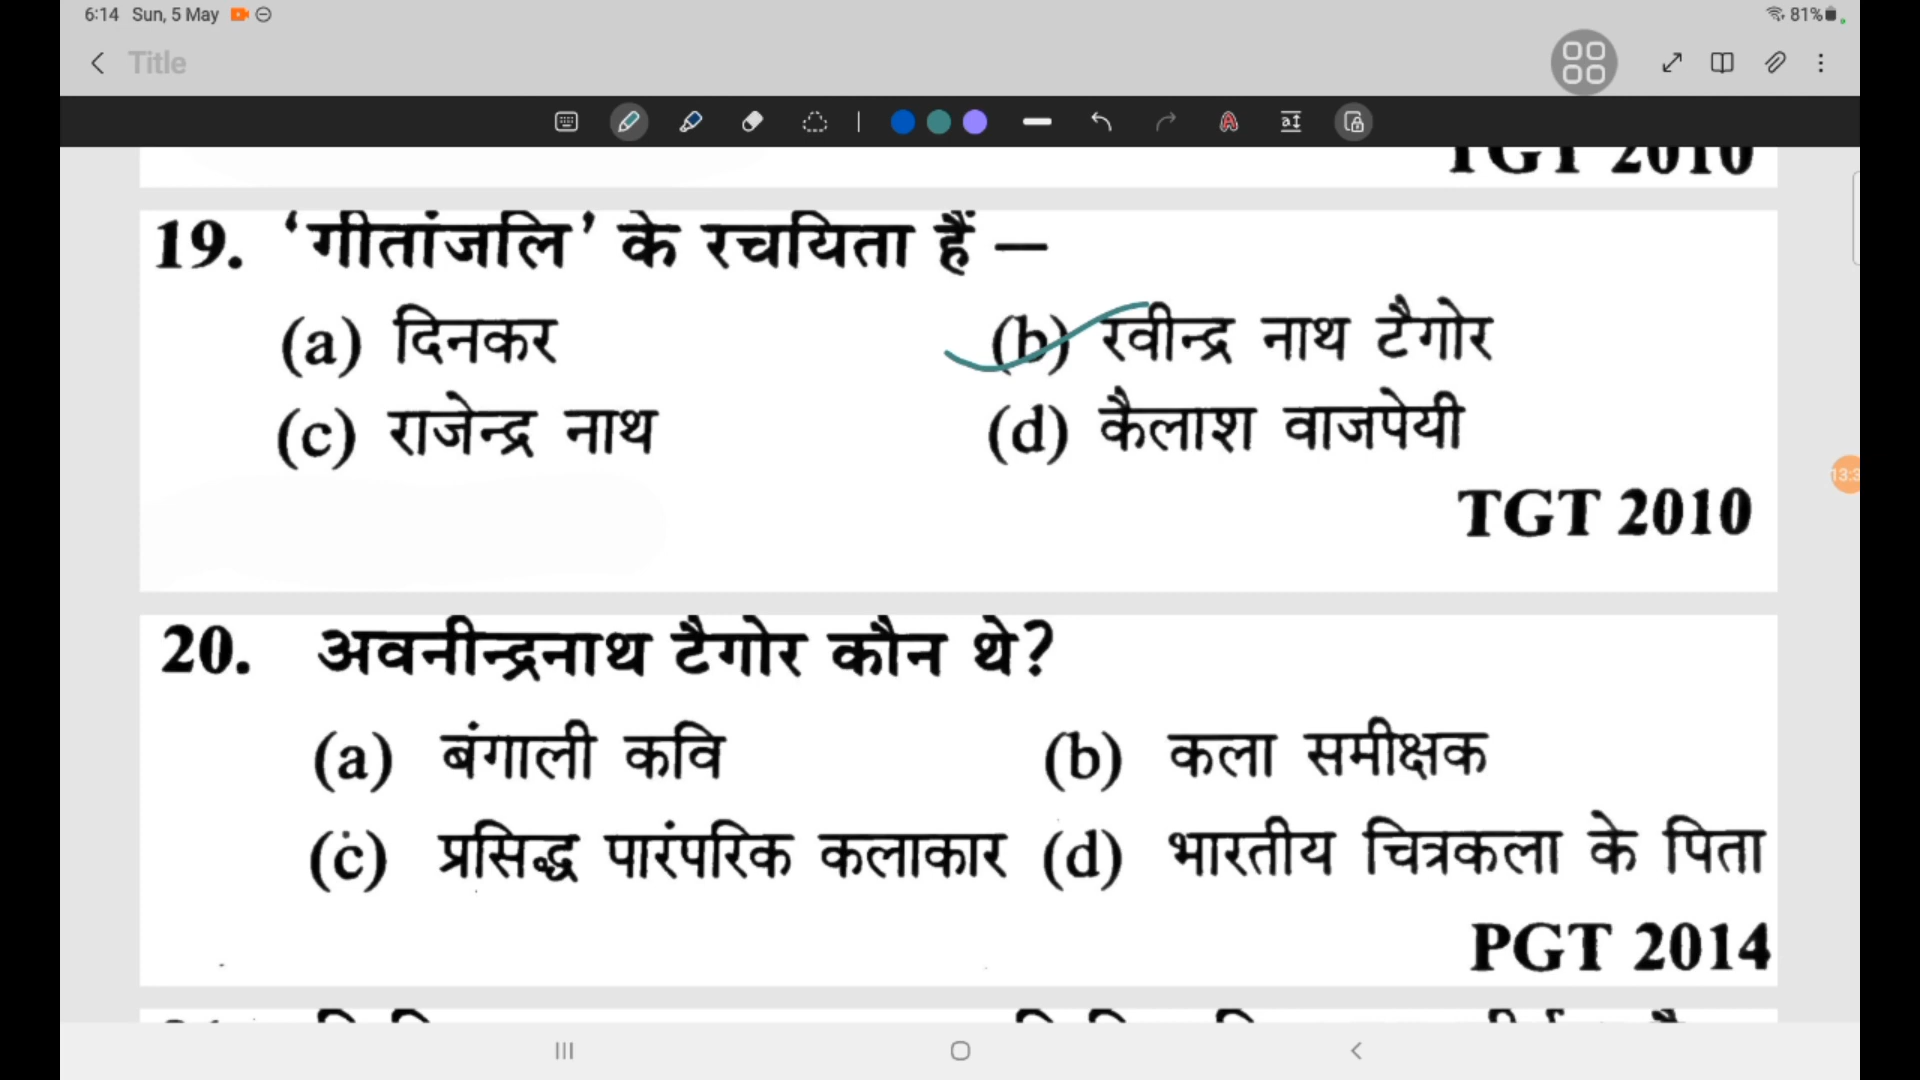 6:14 Sun, 5 May
81%
Title
TGT 2010
19. ‘गीतांजलि’ के रचयिता हैं –
(a) दिनकर (b) रवीन्द्र नाथ टैगोर
(c) राजेन्द्र नाथ (d) कैलाश वाजपेयी
TGT 2010
20. अवनीन्द्रनाथ टैगोर कौन थे?
(a) बंगाली कवि (b) कला समीक्षक
(c) प्रसिद्ध पारंपरिक कलाकार (d) भारतीय चित्रकला के पिता
PGT 2014